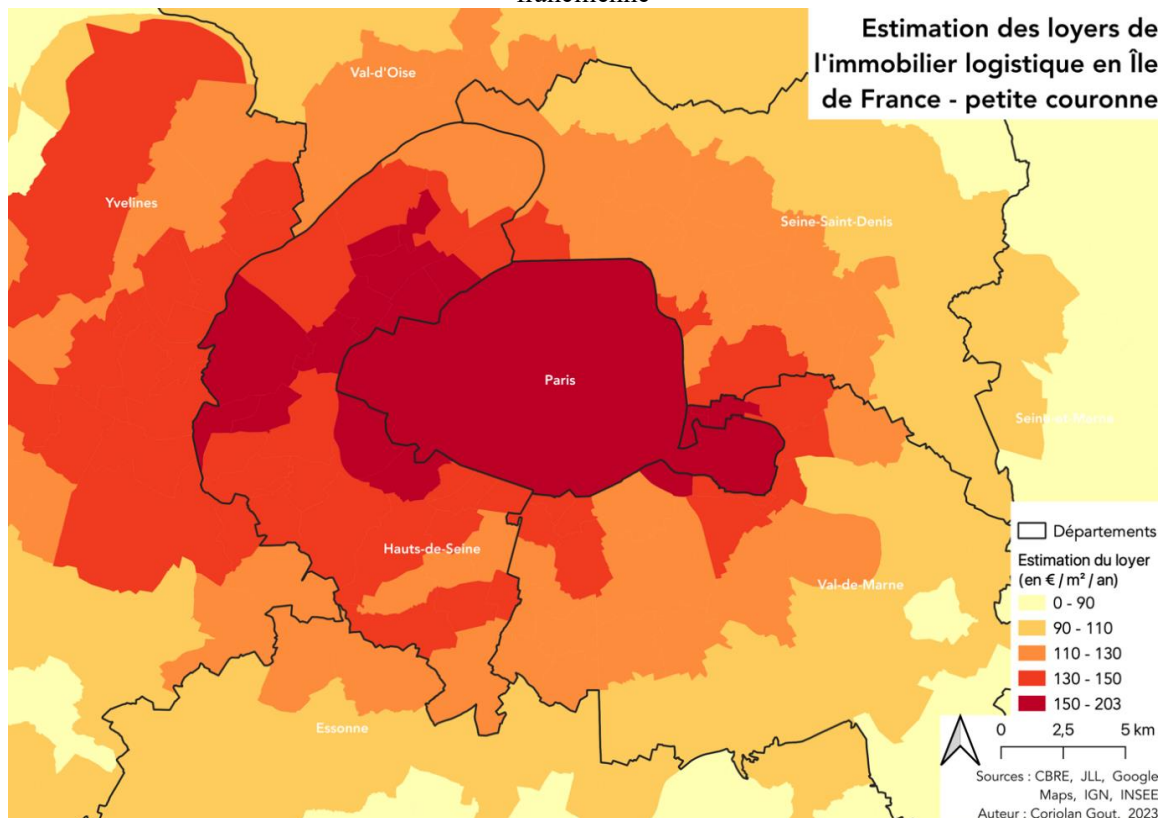 francilienne
Estimation des loyers de
l'immobilier logistique en Île
de France - petite couronne
Val-d'Oise
Yvelines
Seine-Saint-Denis
Paris
Seine-et-Marne
Hauts-de-Seine
Val-de-Marne
Essonne
Départements
Estimation du loyer
(en € / m² / an)
0 - 90
90 - 110
110 - 130
130 - 150
150 - 203
0 2,5 5 km
Sources : CBRE, JLL, Google
Maps, IGN, INSEE
Auteur : Coriolan Gout, 2023